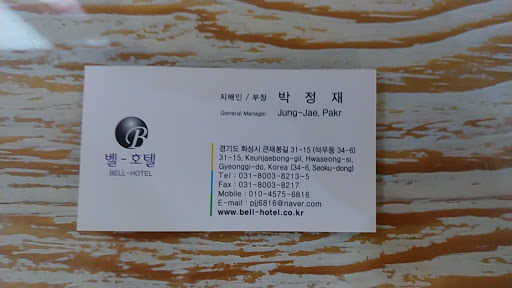 B
벨-호텔
BELL-HOTEL
지배인 / 부장 박 정 재
General Manager Jung-Jae, Pakr
경기도 화성시 큰재봉길 31-15 (석우동 34-6)
31-15, Keunjaebong-gil, Hwaseong-si,
Gyeonggi-do, Korea (34-6, Seoku-dong)
Tel : 031-8003-8213~5
Fax : 031-8003-8217
Mobile : 010-4575-6816
E-mail : pjj6816@naver.com
www.bell-hotel.co.kr